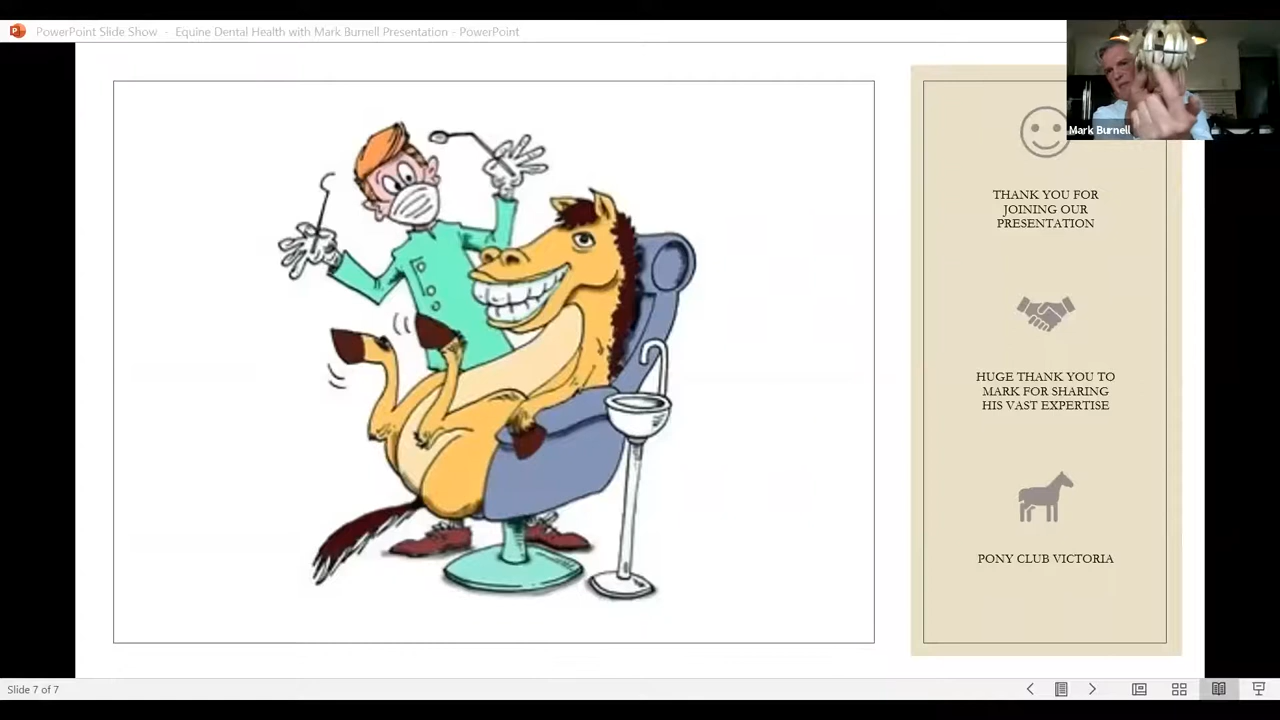 PowerPoint Slide Show - Equine Dental Health with Mark Burnell Presentation - PowerPoint
Mark Burnell
THANK YOU FOR
JOINING OUR
PRESENTATION
HUGE THANK YOU TO
MARK FOR SHARING
HIS VAST EXPERTISE
PONY CLUB VICTORIA
Slide 7 of 7